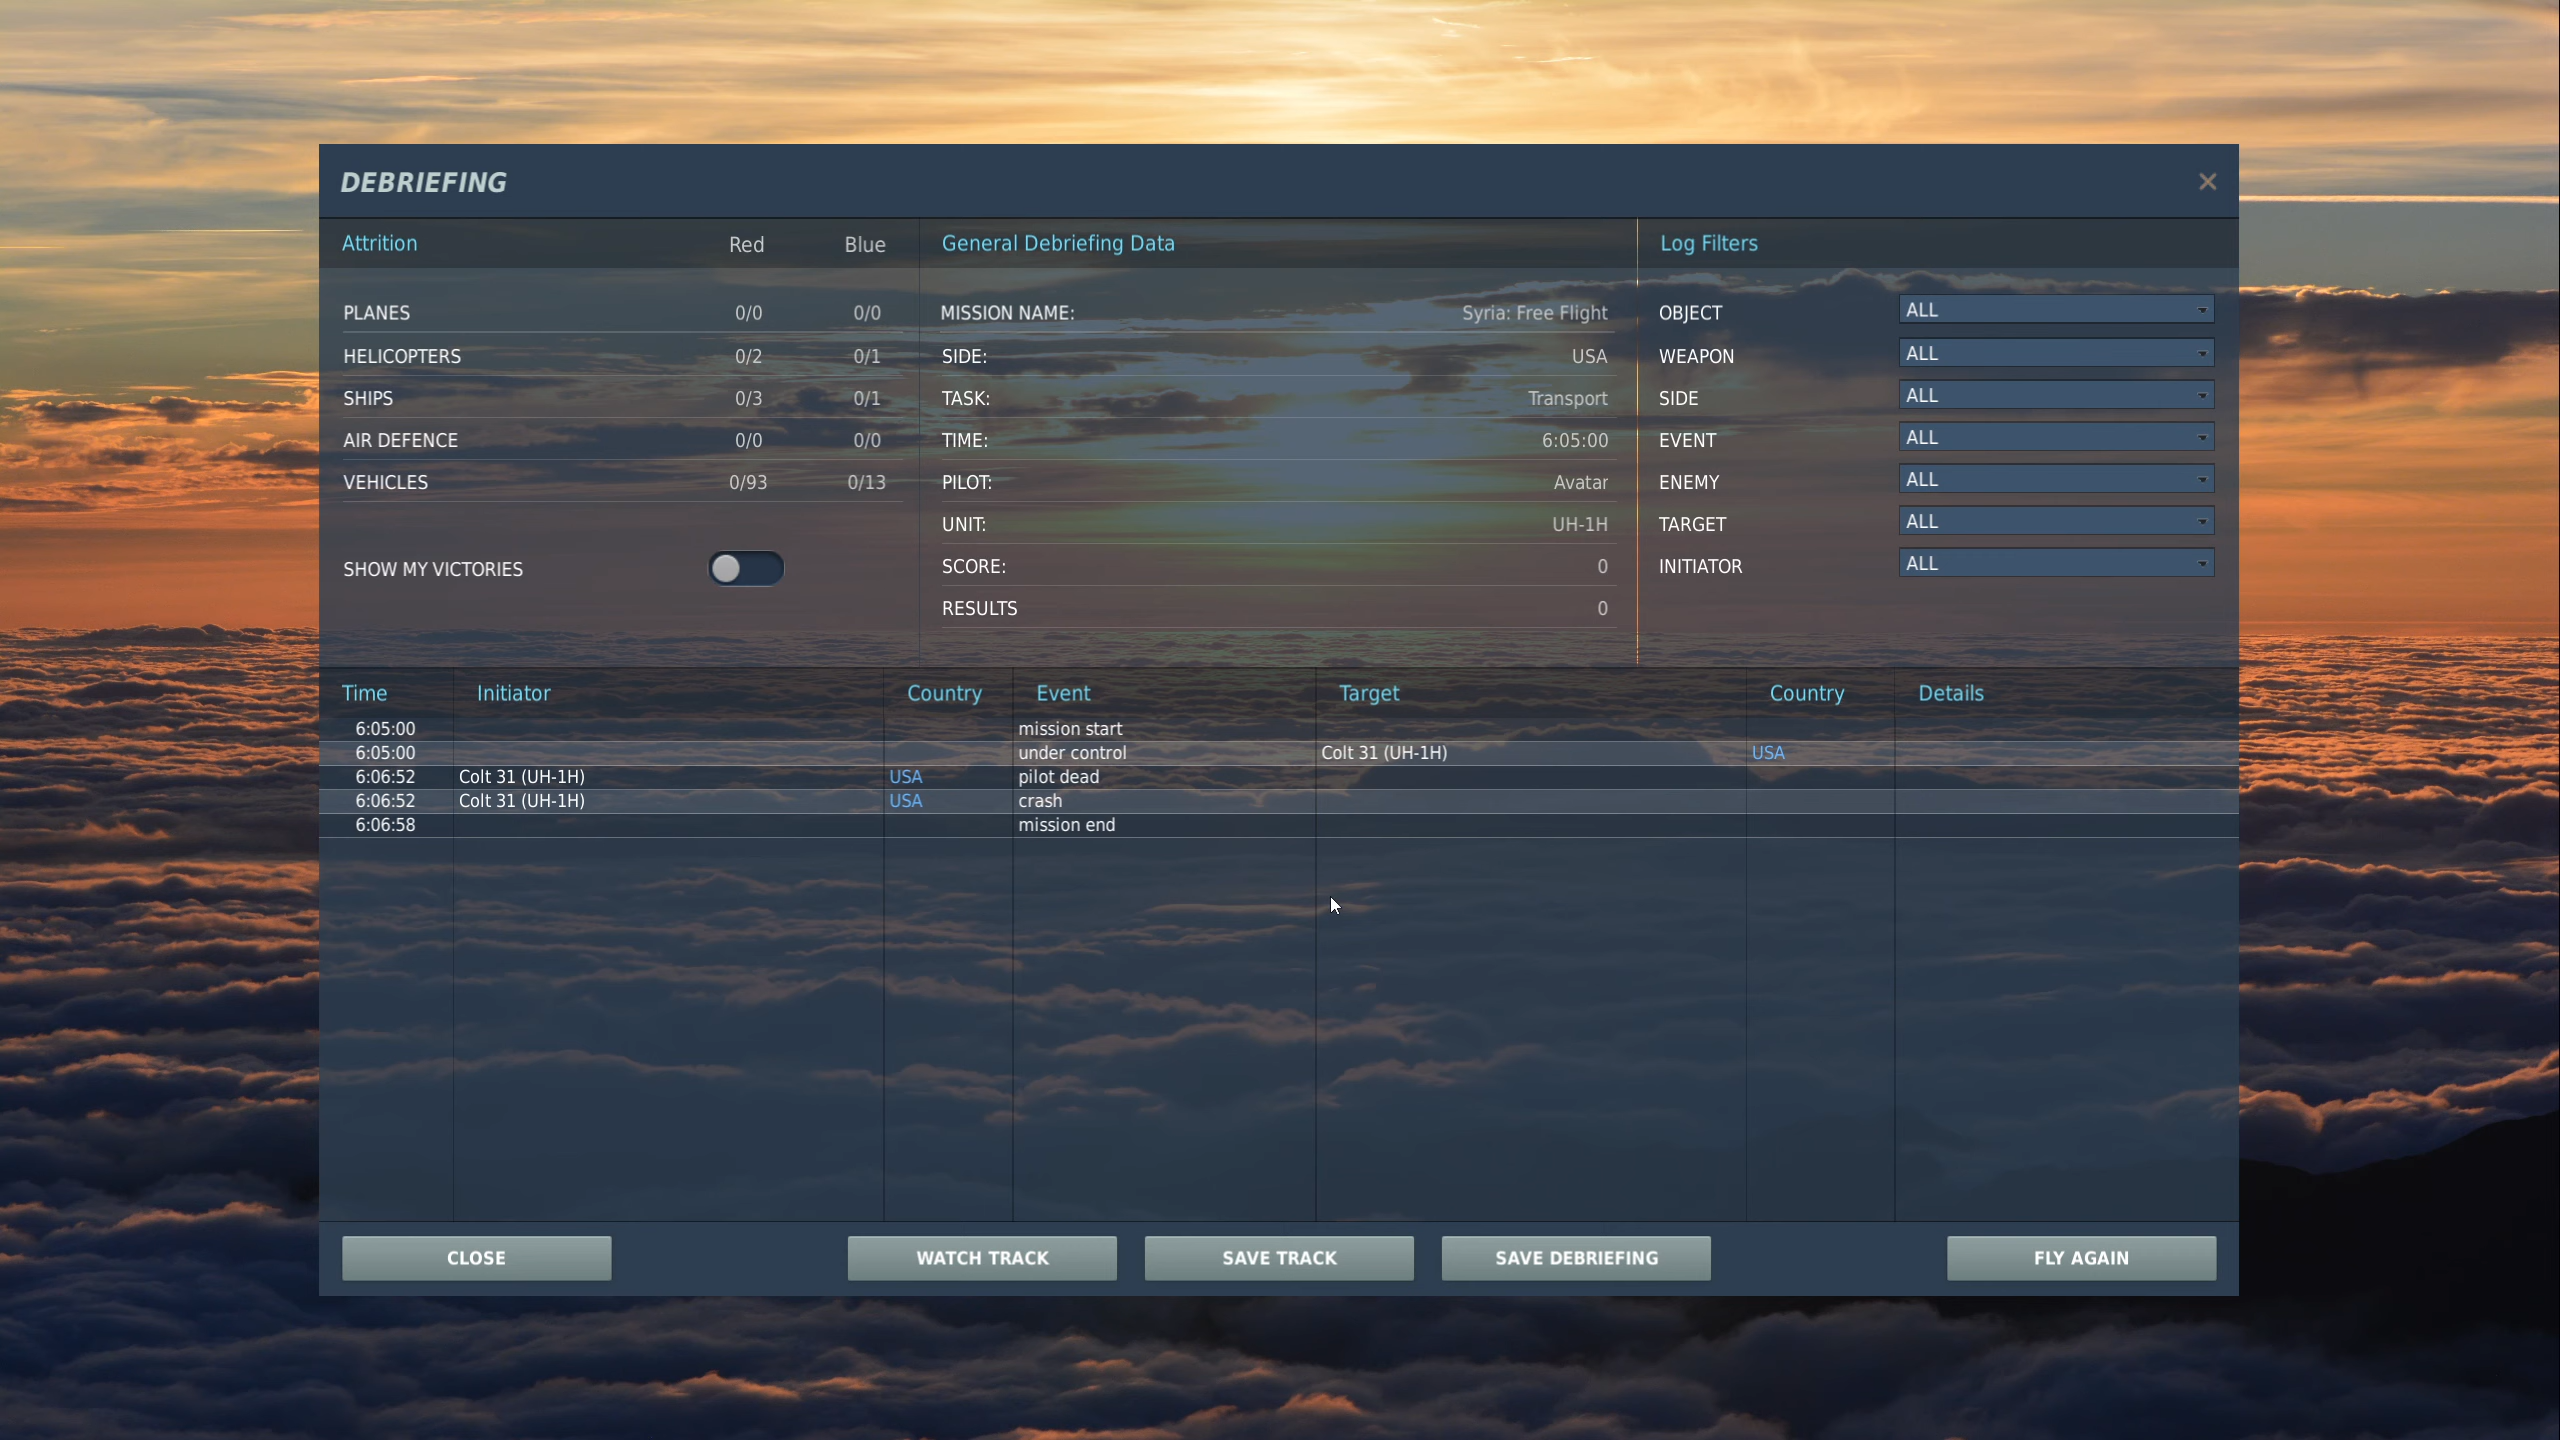 DEBRIEFING
Attrition Red Blue
PLANES 0/0 0/0
HELICOPTERS 0/2 0/1
SHIPS 0/3 0/1
AIR DEFENCE 0/0 0/0
VEHICLES 0/93 0/13
SHOW MY VICTORIES
General Debriefing Data
MISSION NAME: Syria: Free Flight
SIDE: USA
TASK: Transport
TIME: 6:05:00
PILOT: Avatar
UNIT: UH-1H
SCORE: 0
RESULTS 0
Log Filters
OBJECT ALL
WEAPON ALL
SIDE ALL
EVENT ALL
ENEMY ALL
TARGET ALL
INITIATOR ALL
Time Initiator Country Event Target Country Details
6:05:00 mission start
6:05:00 under control Colt 31 (UH-1H) USA
6:06:52 Colt 31 (UH-1H) USA pilot dead
6:06:52 Colt 31 (UH-1H) USA crash
6:06:58 mission end
CLOSE WATCH TRACK SAVE TRACK SAVE DEBRIEFING FLY AGAIN